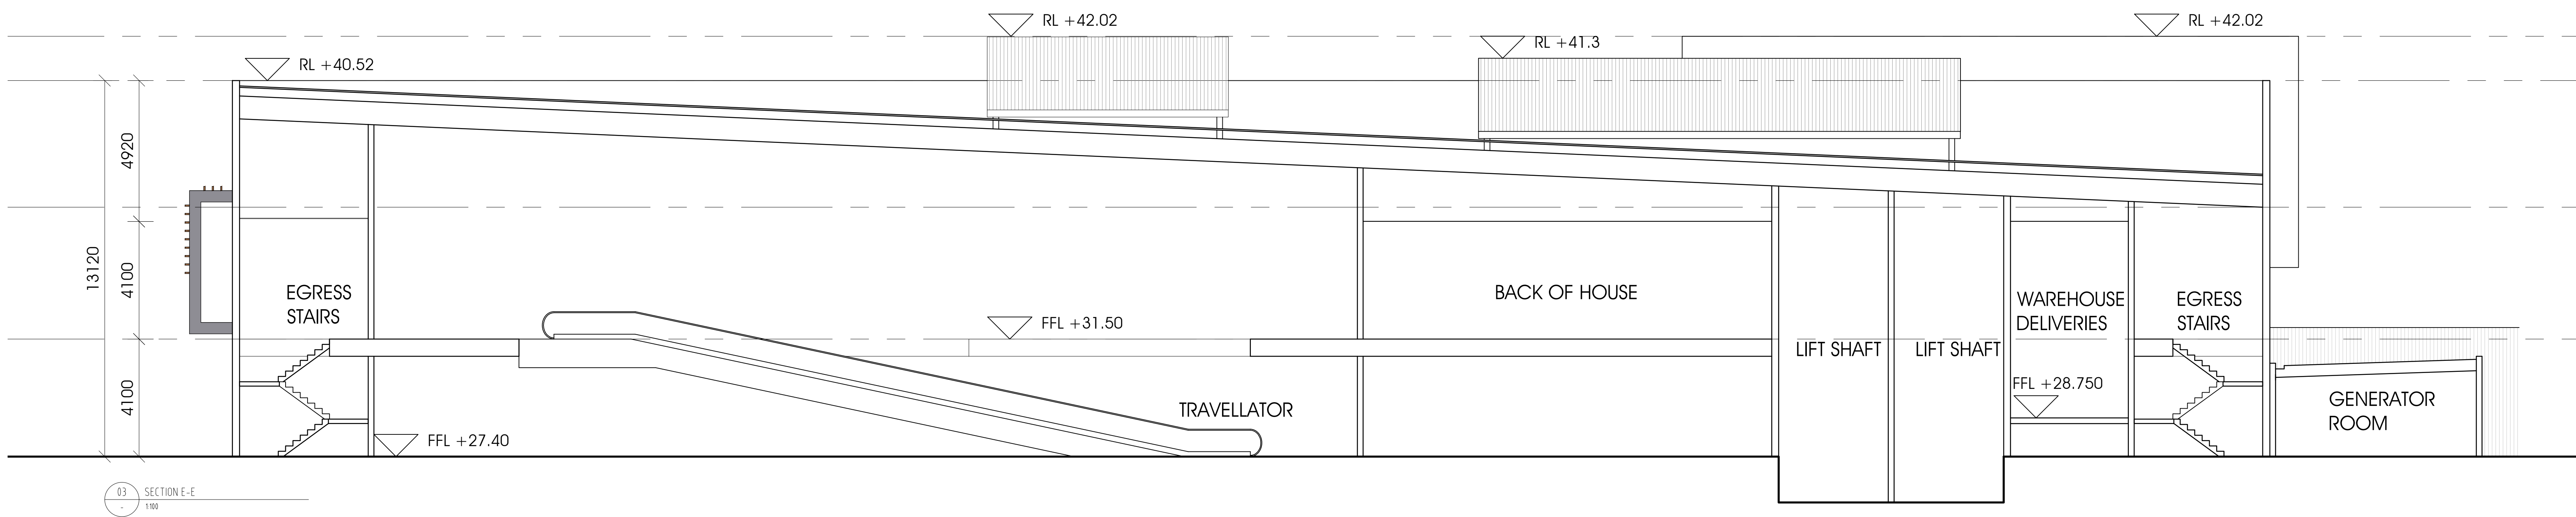 RL +42.02
RL +42.02
RL +41.3
RL +40.52
4920
13120
4100
EGRESS
STAIRS
BACK OF HOUSE
WAREHOUSE
DELIVERIES
EGRESS
STAIRS
FFL +31.50
LIFT SHAFT
LIFT SHAFT
FFL +28.750
4100
TRAVELLATOR
GENERATOR
ROOM
FFL +27.40
03
-
SECTION E-E
1:100